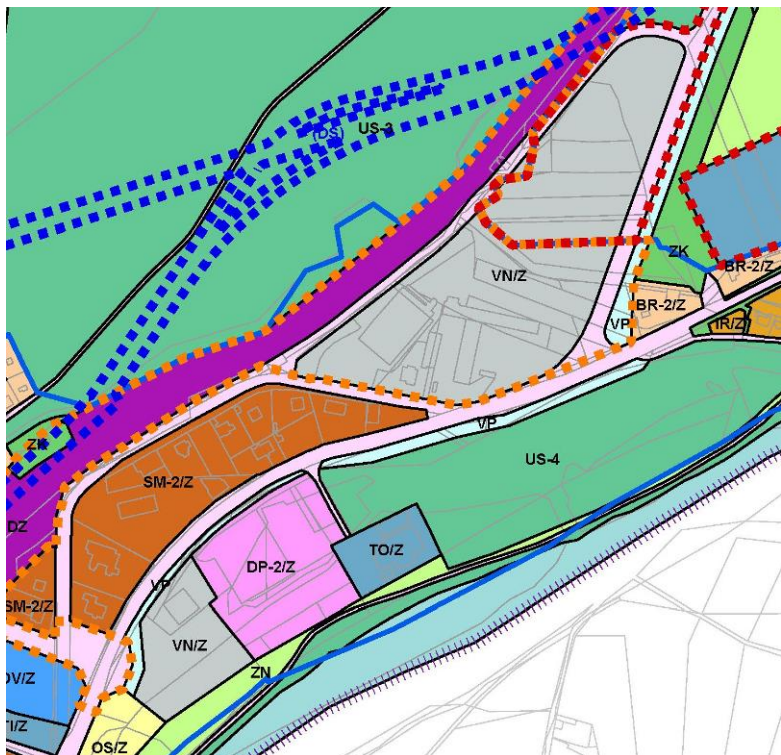 US-3
(DS)
VN/Z
ZK
BR-2/Z
BR-2/Z
VP
IR/Z
ZK
VP
US-4
SM-2/Z
DZ
TO/Z
DP-2/Z
VP
SM-2/Z
VN/Z
ZN
OV/Z
TI/Z
OS/Z